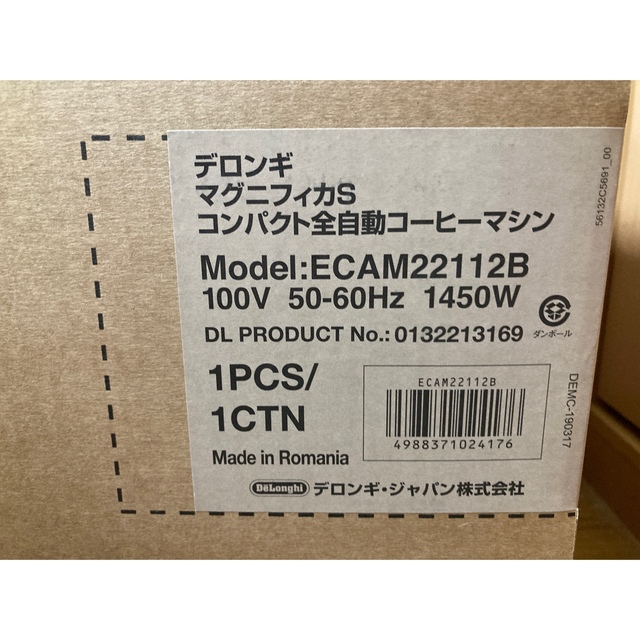 デロンギ
マグニフィカS
コンパクト全自動コーヒーマシン
Model:ECAM22112B
100V 50-60Hz 1450W
DL PRODUCT No.: 0132213169
ダンボール
1PCS/
1CTN
ECAM22112B
4988371024176
Made in Romania
DēLonghi デロンギ・ジャパン株式会社
56132C5691_00
DEMC-190317